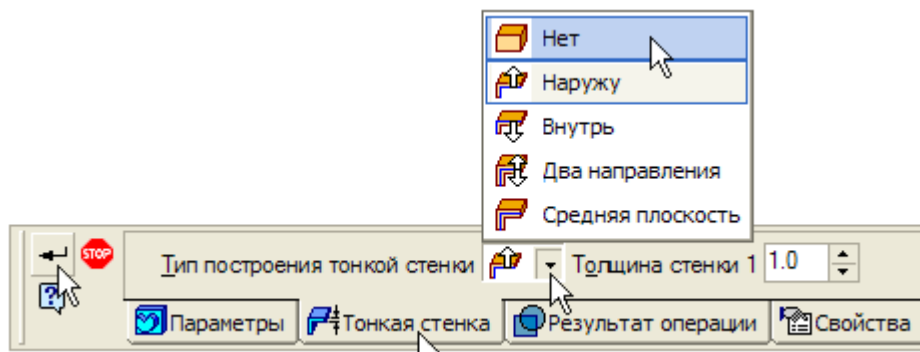 Нет
Наружу
Внутрь
Два направления
Средняя плоскость
STOP
Тип построения тонкой стенки
Толщина стенки 1 1.0
Параметры Тонкая стенка Результат операции Свойства